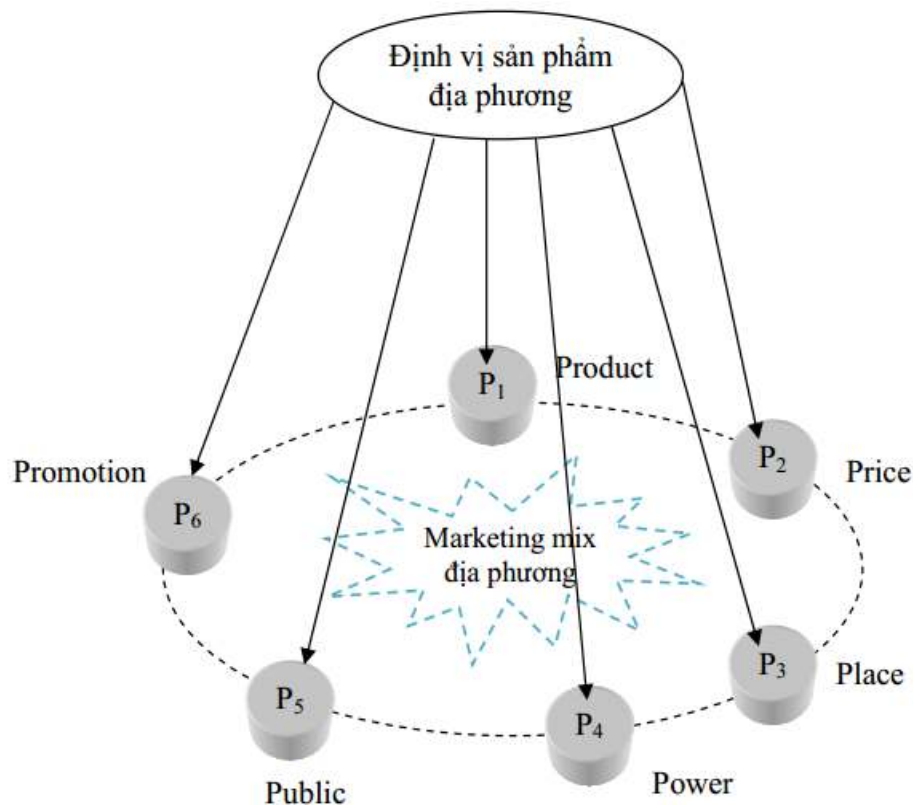 Định vị sản phẩm
địa phương
P₁
Product
P₂
Price
Promotion
P₆
Marketing mix
địa phương
P₃
Place
P₅
P₄
Public
Power